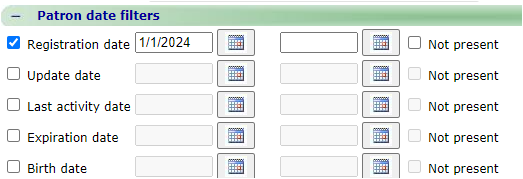 − Patron date filters
Registration date 1/1/2024 Not present
Update date Not present
Last activity date Not present
Expiration date Not present
Birth date Not present